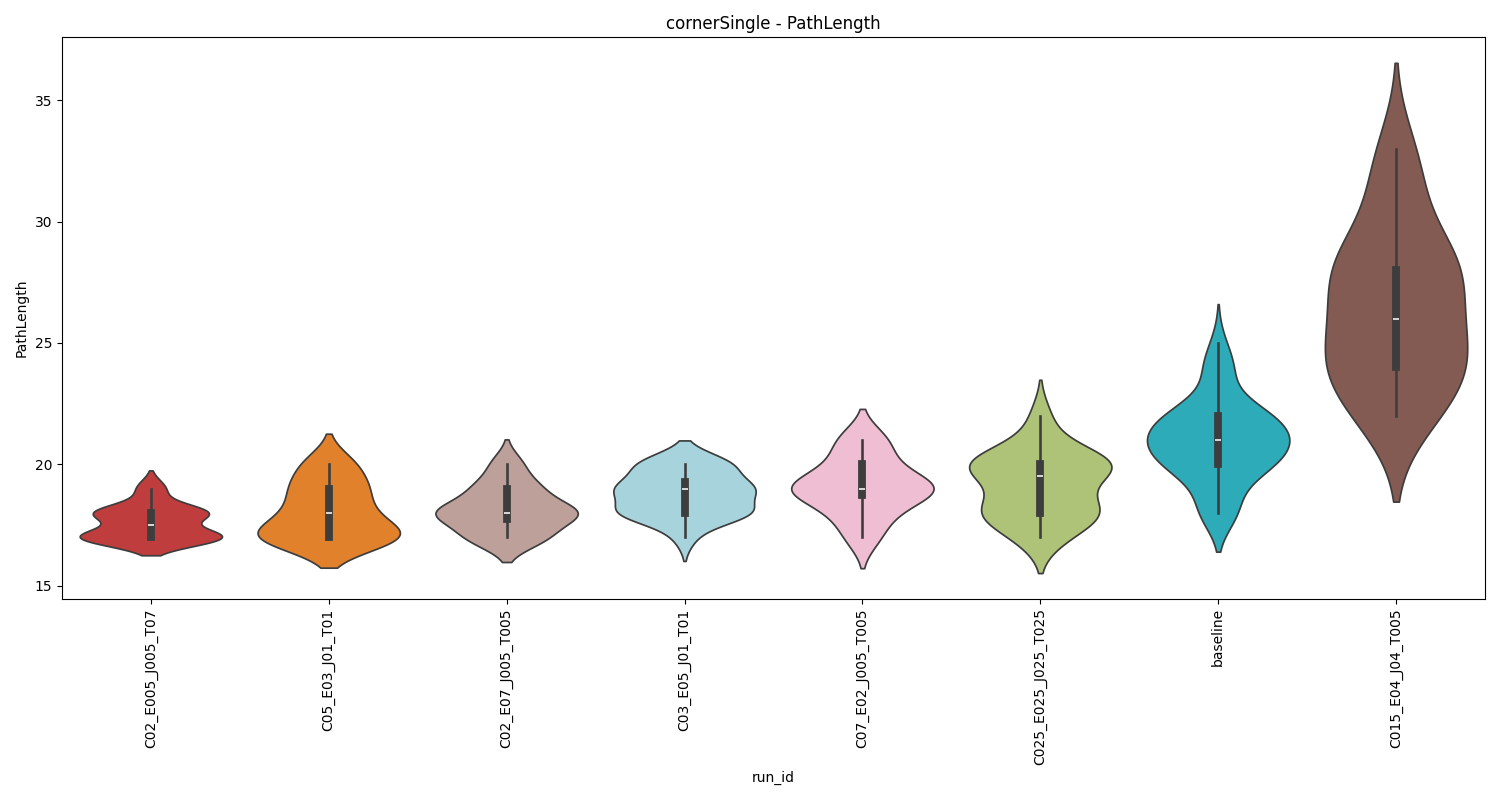 cornerSingle - PathLength
PathLength
35
30
25
20
15
C02_E005_J005_T07
C05_E03_J01_T01
C02_E07_J005_T005
C03_E05_J01_T01
C07_E02_J005_T005
C025_E025_J025_T025
baseline
C015_E04_J04_T005
run_id